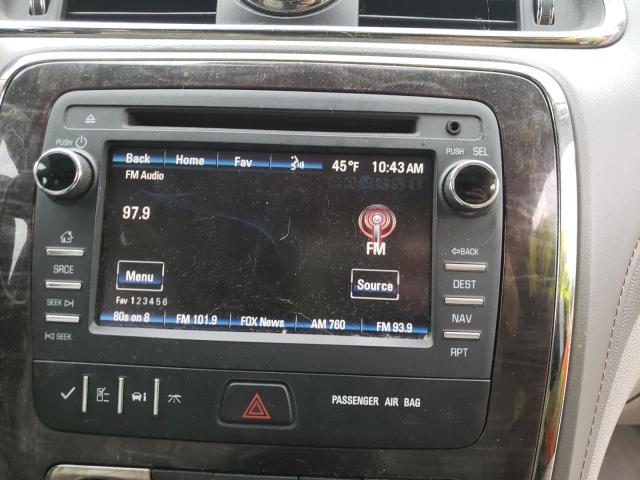 PUSH
PUSH SEL
Back Home Fav 45°F 10:43 AM
FM Audio
97.9
FM
Menu
Source
Fav 1 2 3 4 5 6
80s on 8 FM 101.9 FOX News AM 760 FM 93.9
SRCE
SEEK
SEEK
BACK
DEST
NAV
RPT
PASSENGER AIR BAG